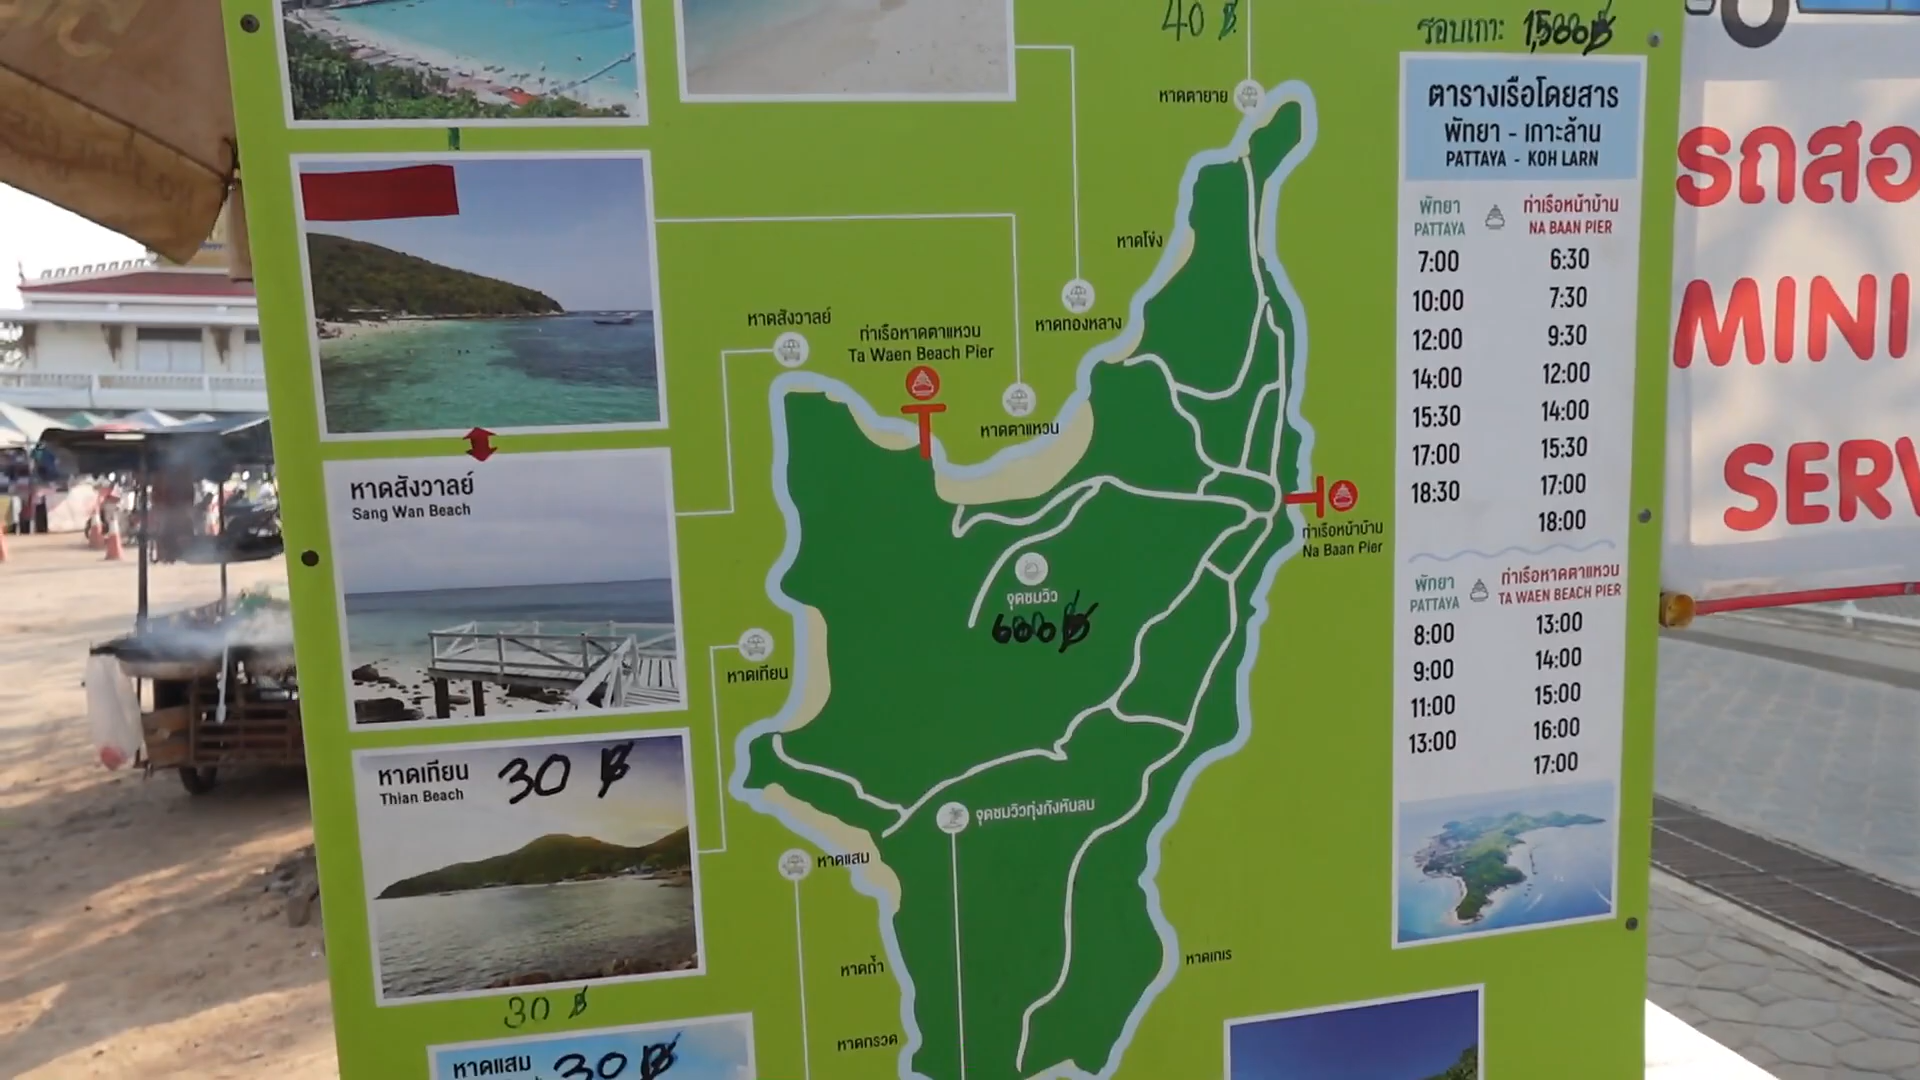 40 ฿
รอบเกาะ 1,500฿
หาดตายาย
หาดโข่ง
หาดทองหลาง
หาดสังวาลย์
ท่าเรือหาดตาแหวน
Ta Waen Beach Pier
หาดตาแหวน
หาดสังวาลย์
Sang Wan Beach
ท่าเรือหน้าบ้าน
Na Baan Pier
จุดชมวิว
600฿
หาดเทียน
หาดเทียน 30 ฿
Thian Beach
จุดชมวิวทุ่งกังหันลม
หาดแสม
หาดถ้ำ
หาดเกเร
30 ฿
หาดกรวด
หาดแสม 30฿
ตารางเรือโดยสาร
พัทยา - เกาะล้าน
PATTAYA - KOH LARN
พัทยา ท่าเรือหน้าบ้าน
PATTAYA NA BAAN PIER
7:00 6:30
10:00 7:30
12:00 9:30
14:00 12:00
15:30 14:00
17:00 15:30
18:30 17:00
18:00
พัทยา ท่าเรือหาดตาแหวน
PATTAYA TA WAEN BEACH PIER
8:00 13:00
9:00 14:00
11:00 15:00
13:00 16:00
17:00
รถสอ
MINI
SERV